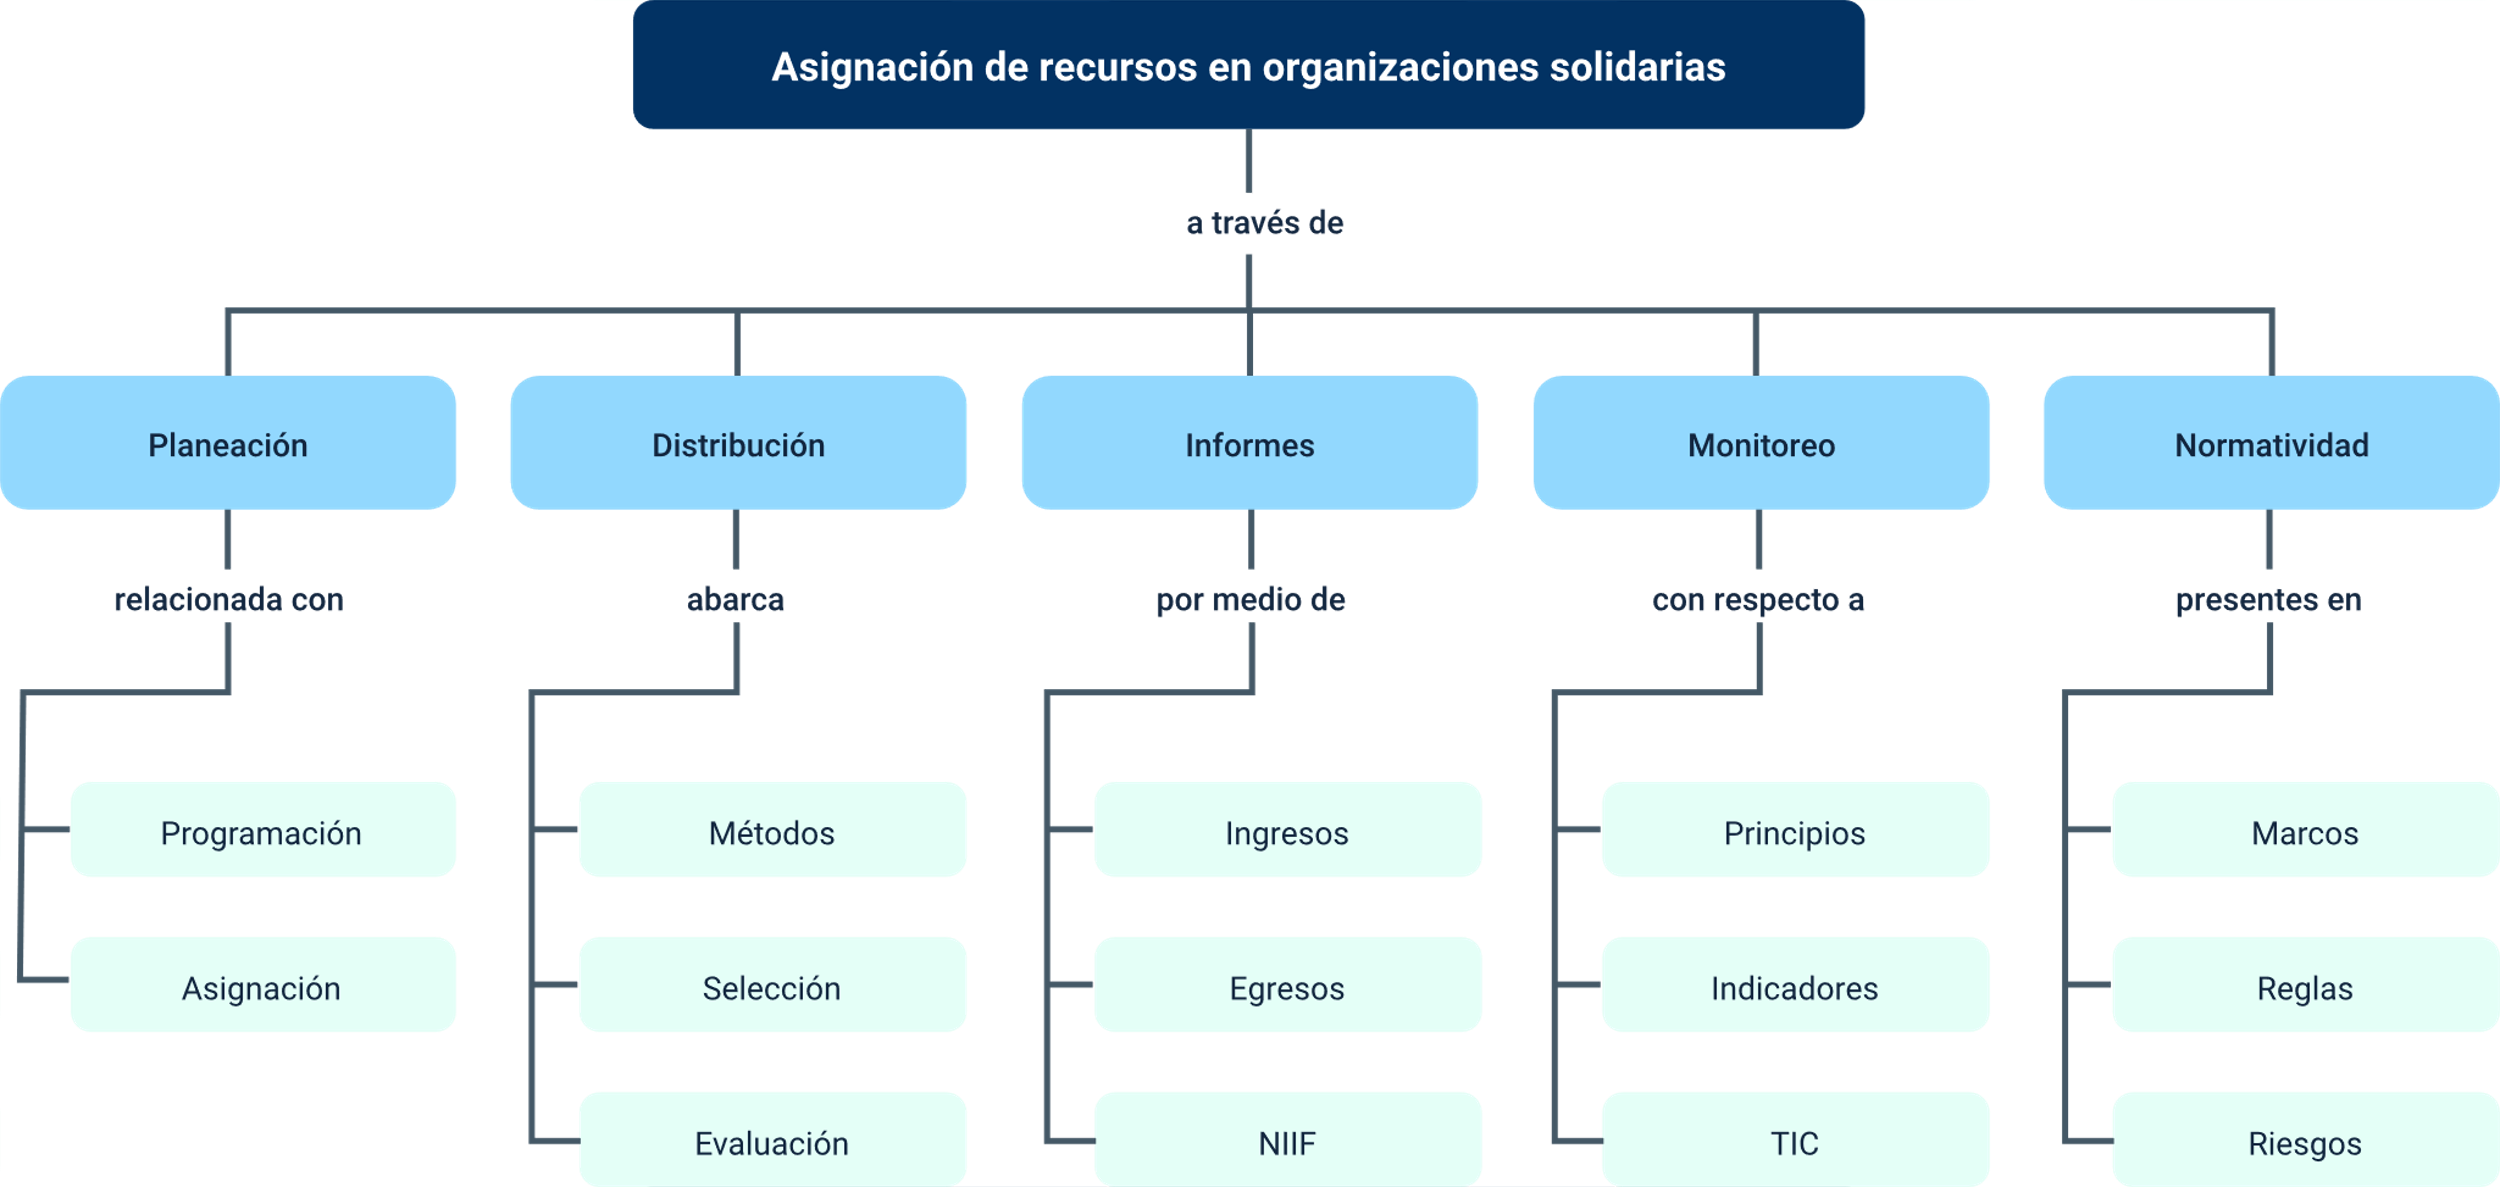 Asignación de recursos en organizaciones solidarias
a través de
Planeación
Distribución
Informes
Monitoreo
Normatividad
relacionada con
abarca
por medio de
con respecto a
presentes en
Programación
Métodos
Ingresos
Principios
Marcos
Asignación
Selección
Egresos
Indicadores
Reglas
Evaluación
NIIF
TIC
Riesgos